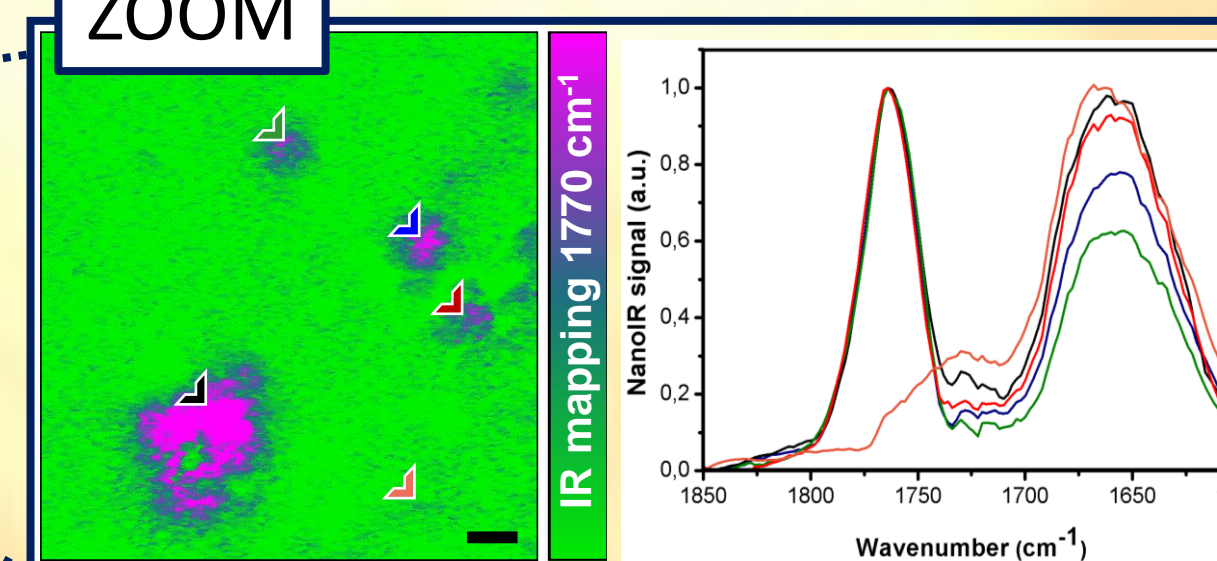 ZOOM
IR mapping 1770 cm-1
NanoIR signal (a.u.)
1,0
0,8
0,6
0,4
0,2
0,0
1850 1800 1750 1700 1650
Wavenumber (cm-1)